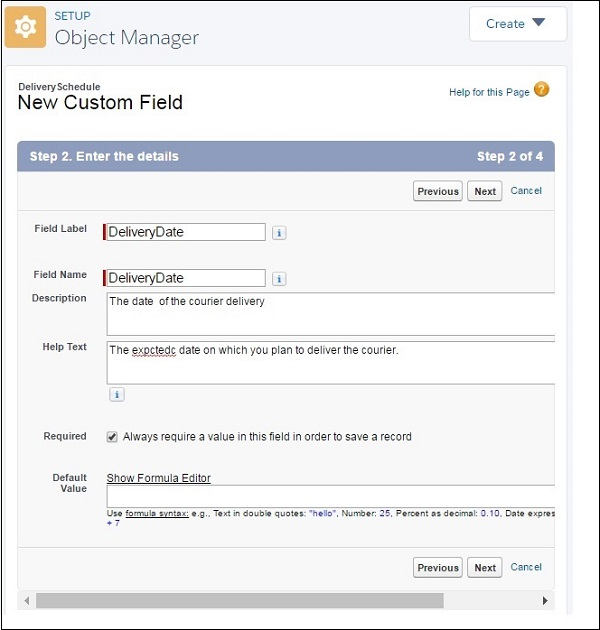 SETUP
Object Manager
Create
DeliverySchedule
New Custom Field
Help for this Page ?
Step 2. Enter the details
Step 2 of 4
Previous Next Cancel
Field Label DeliveryDate i
Field Name DeliveryDate i
Description The date of the courier delivery
Help Text The expctedc date on which you plan to deliver the courier.
i
Required Always require a value in this field in order to save a record
Default Value Show Formula Editor
Use formula syntax: e.g., Text in double quotes: "hello", Number: 25, Percent as decimal: 0.10, Date expres
+ 7
Previous Next Cancel